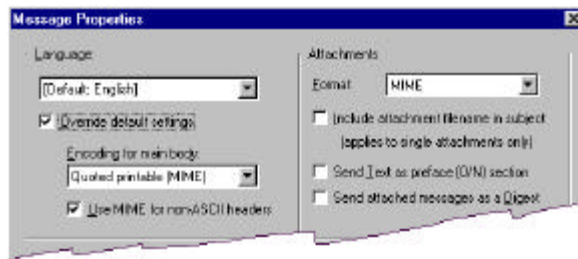 Message Properties
Language
[Default: English]
Override default settings
Encoding for main body:
Quoted printable (MIME)
Use MIME for non-ASCII headers
Attachments
Format MIME
Include attachment filename in subject
(applies to single attachments only)
Send Text as preface (O/N) section
Send attached messages as a Digest